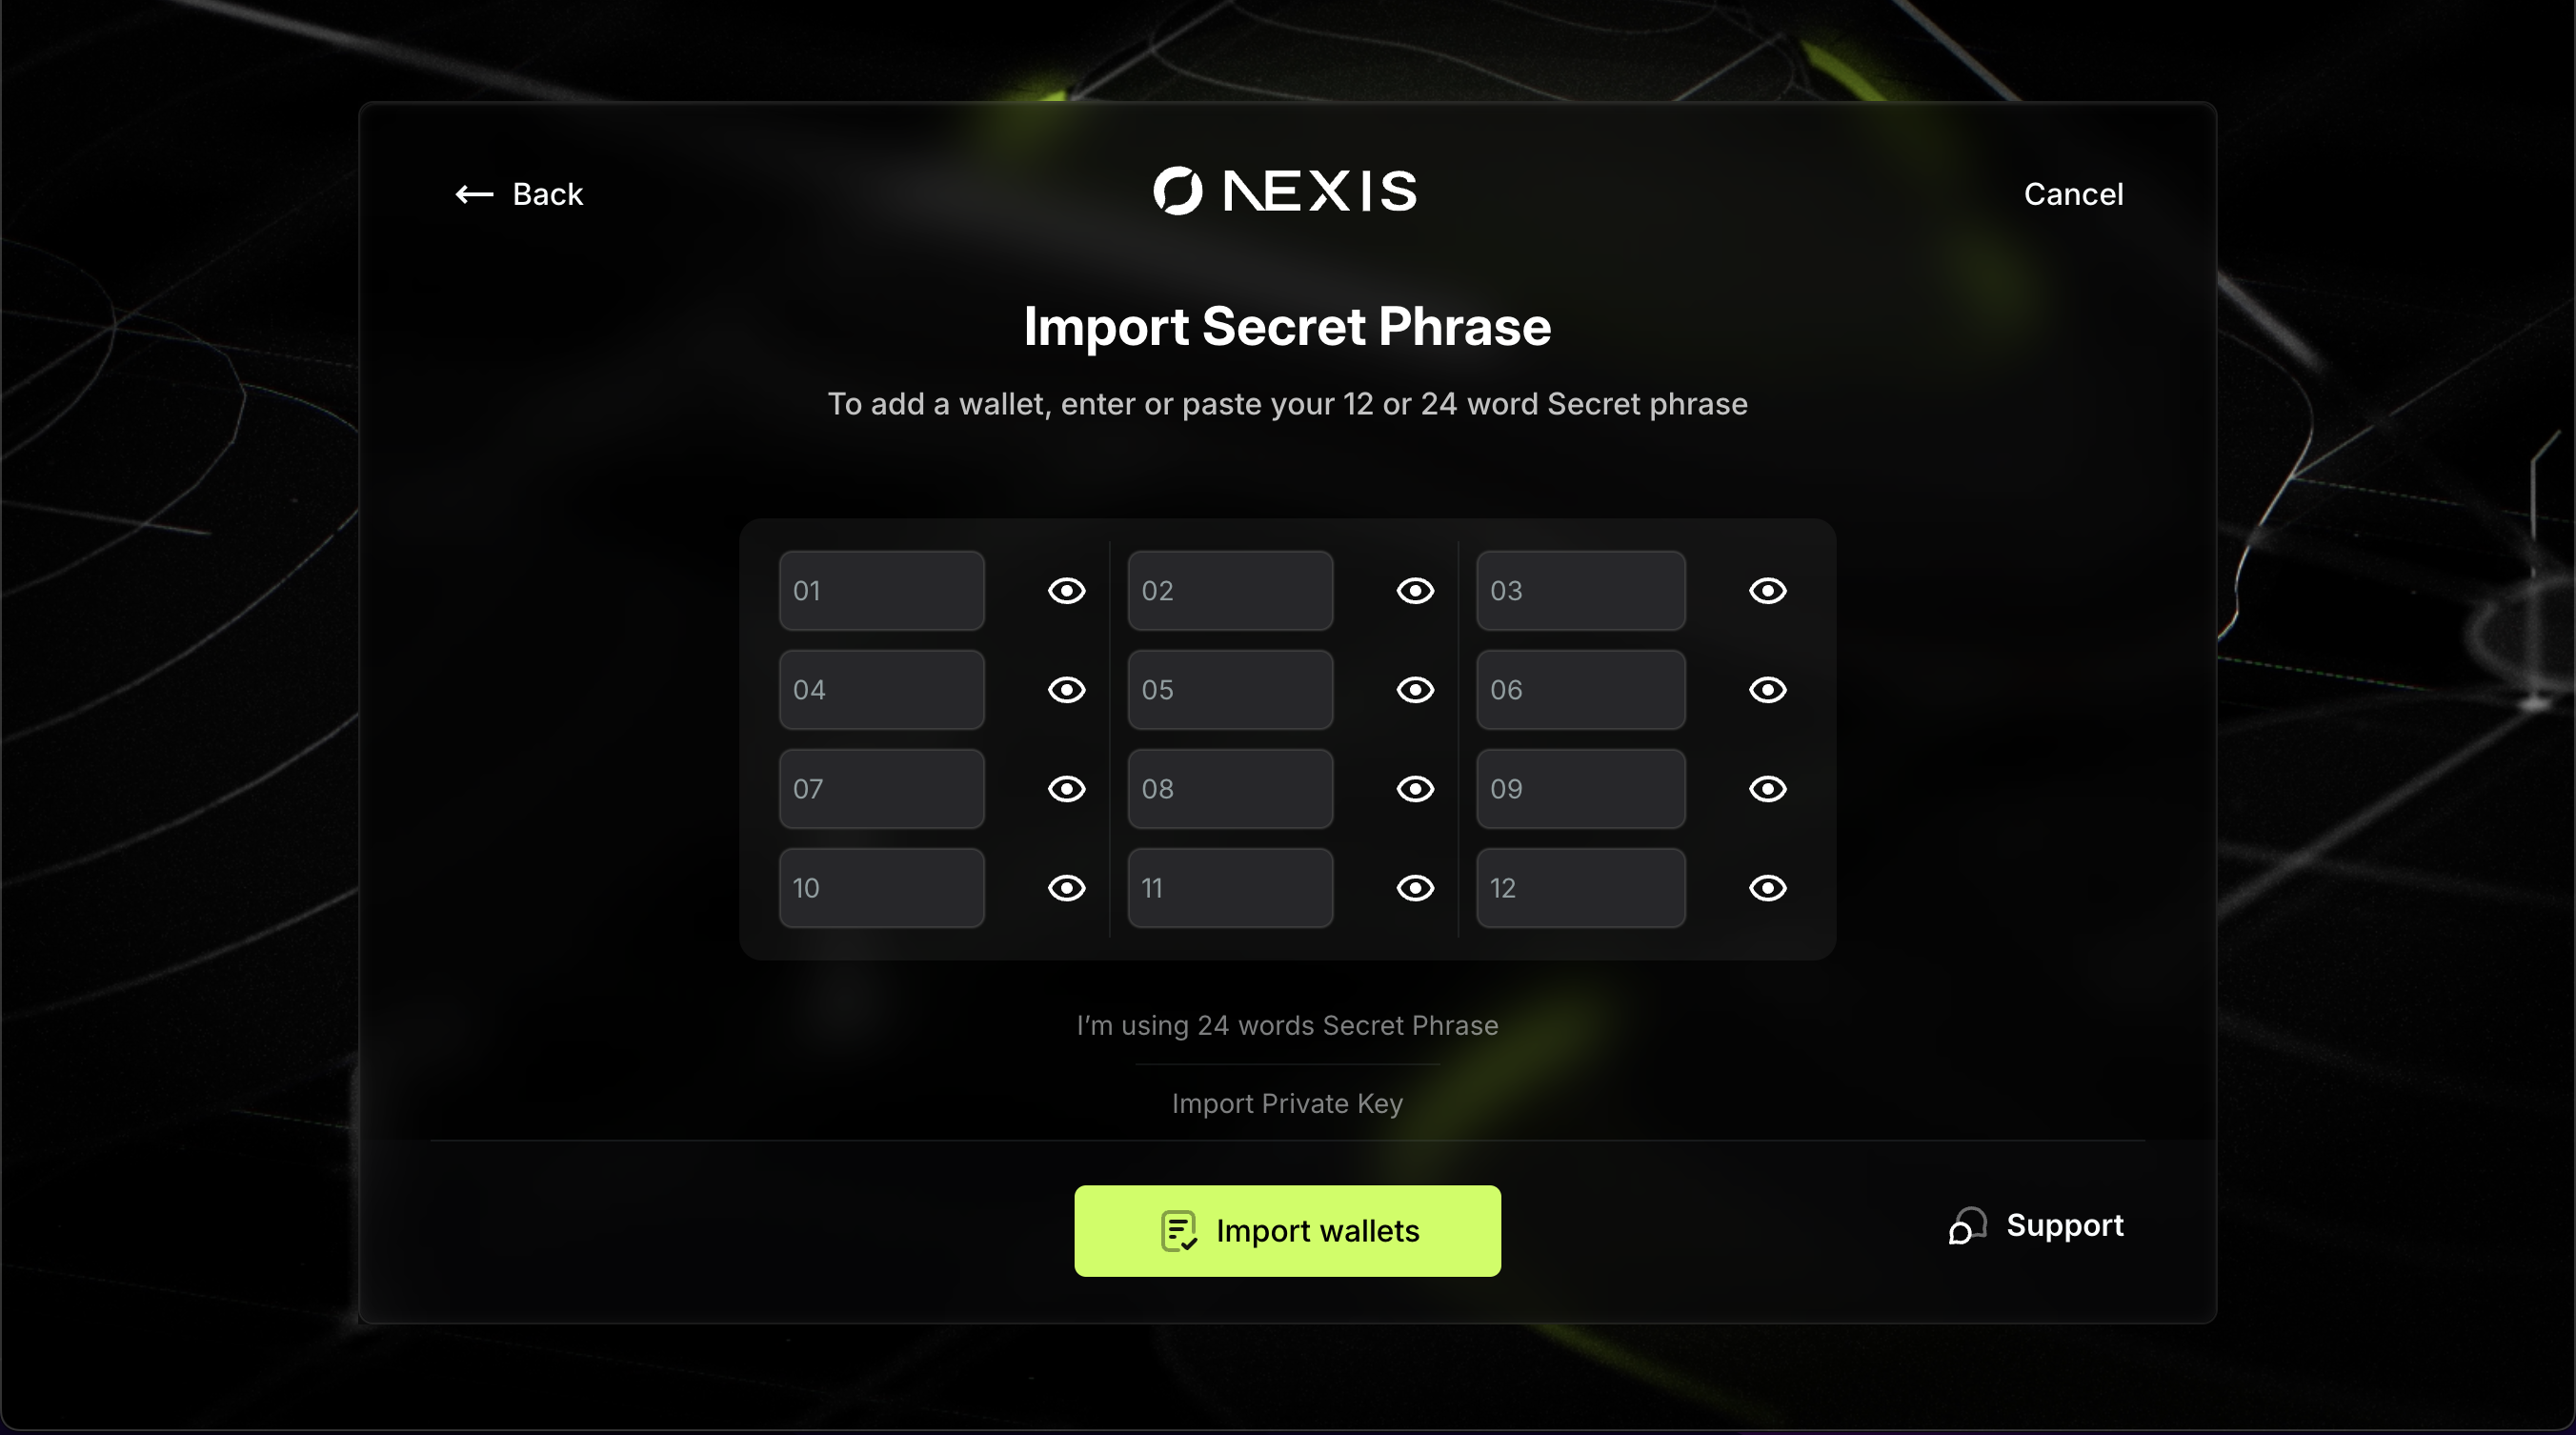 Back
NEXIS
Cancel
Import Secret Phrase
To add a wallet, enter or paste your 12 or 24 word Secret phrase
01
02
03
04
05
06
07
08
09
10
11
12
I’m using 24 words Secret Phrase
Import Private Key
Import wallets
Support